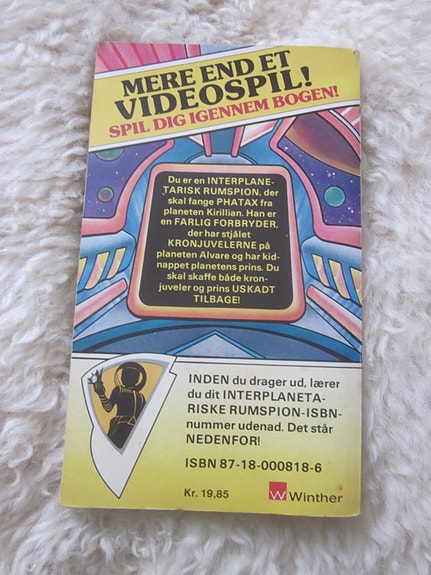 MERE END ET
VIDEOSPIL!
SPIL DIG IGENNEM BOGEN!
Du er en INTERPLANE-
TARISK RUMSPION, der
skal fange PHATAX fra
planeten Kirillian. Han er
en FARLIG FORBRYDER,
der har stjålet
KRONJUVELERNE på
planeten Alvare og har kid-
nappet planetens prins. Du
skal skaffe både kron-
juveler og prins USKADT
TILBAGE!
INDEN du drager ud, lærer
du dit INTERPLANETA-
RISKE RUMSPION-ISBN-
nummer udenad. Det står
NEDENFOR!
ISBN 87-18-000818-6
Kr. 19,85
Winther